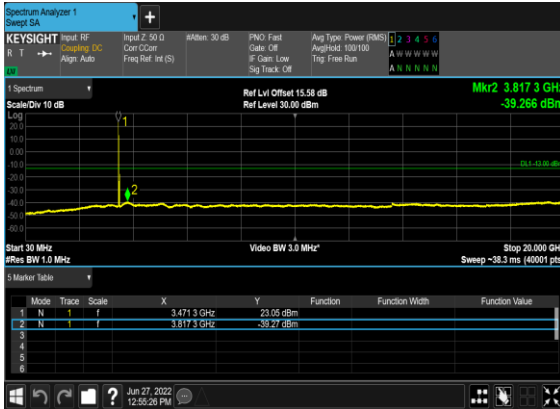 Spectrum Analyzer 1
Swept SA
+
KEYSIGHT Input: RF Input Z: 50 Ω #Atten: 30 dB PNO: Fast Avg Type: Power (RMS) 1 2 3 4 5 6
R T Coupling: DC Corr CCorr Gate: Off Avg|Hold: 100/100 A W W W W W
Align: Auto Freq Ref: Int (S) IF Gain: Low Trig: Free Run
Sig Track: Off A N N N N N
1 Spectrum Ref Lvl Offset 15.58 dB Mkr2 3.817 3 GHz
Scale/Div 10 dB Ref Level 30.00 dBm -39.266 dBm
Log
20.0
10.0
0.00
-10.0
-20.0
-30.0
-40.0
-50.0
-60.0
1
2
DL1 -13.00 dBm
Start 30 MHz Video BW 3.0 MHz* Stop 20.000 GHz
#Res BW 1.0 MHz Sweep ~38.3 ms (40001 pts)
5 Marker Table
Mode Trace Scale X Y Function Function Width Function Value
1 N 1 f 3.471 3 GHz 23.05 dBm
2 N 1 f 3.817 3 GHz -39.27 dBm
3
4
5
6
? Jun 27, 2022
12:55:26 PM